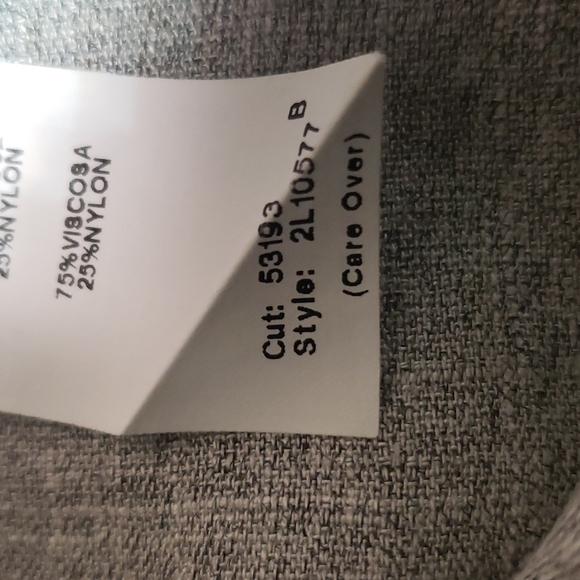 25%NYLON
75%VISCOSA
25%NYLON
Cut: 53193
Style: 2L10577 B
(Care Over)